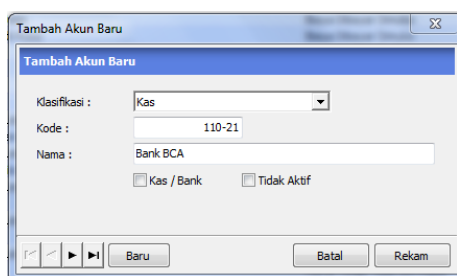 Tambah Akun Baru
Tambah Akun Baru
Klasifikasi : Kas
Kode : 110-21
Nama : Bank BCA
Kas / Bank Tidak Aktif
Baru Batal Rekam